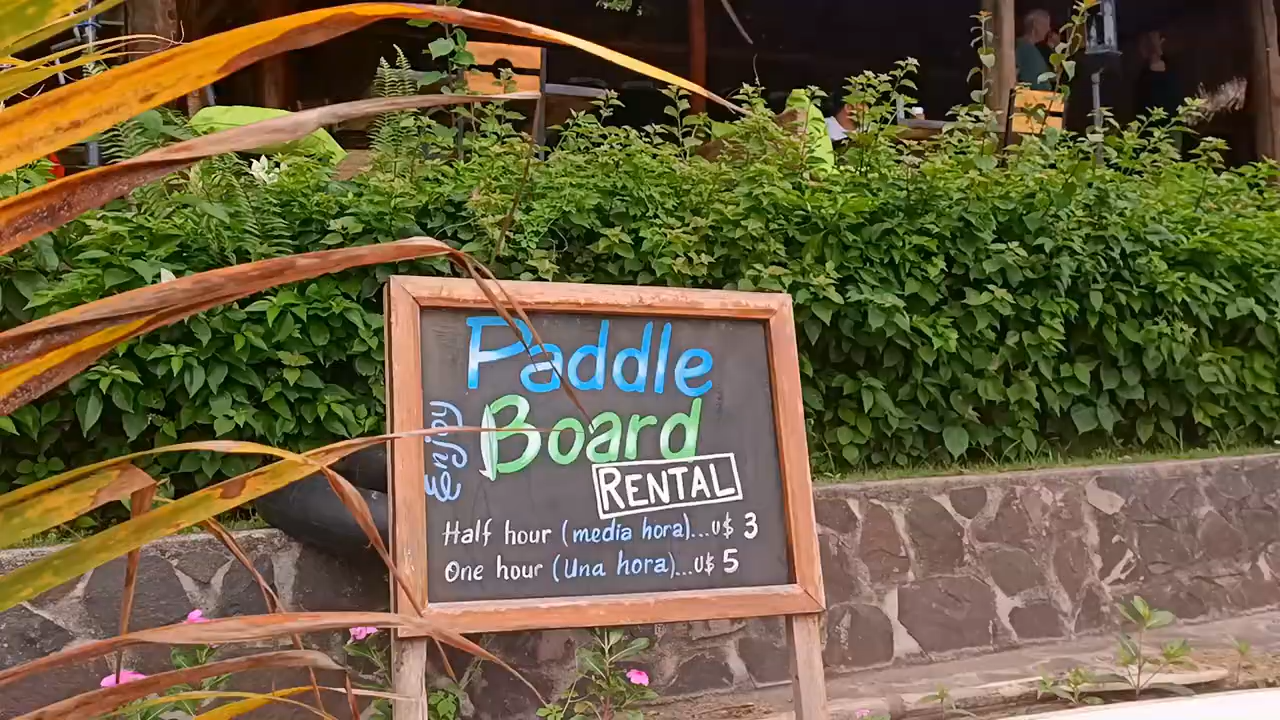 Paddle
Enjoy Board
RENTAL
Half hour (media hora)...U$ 3
One hour (Una hora)...U$ 5